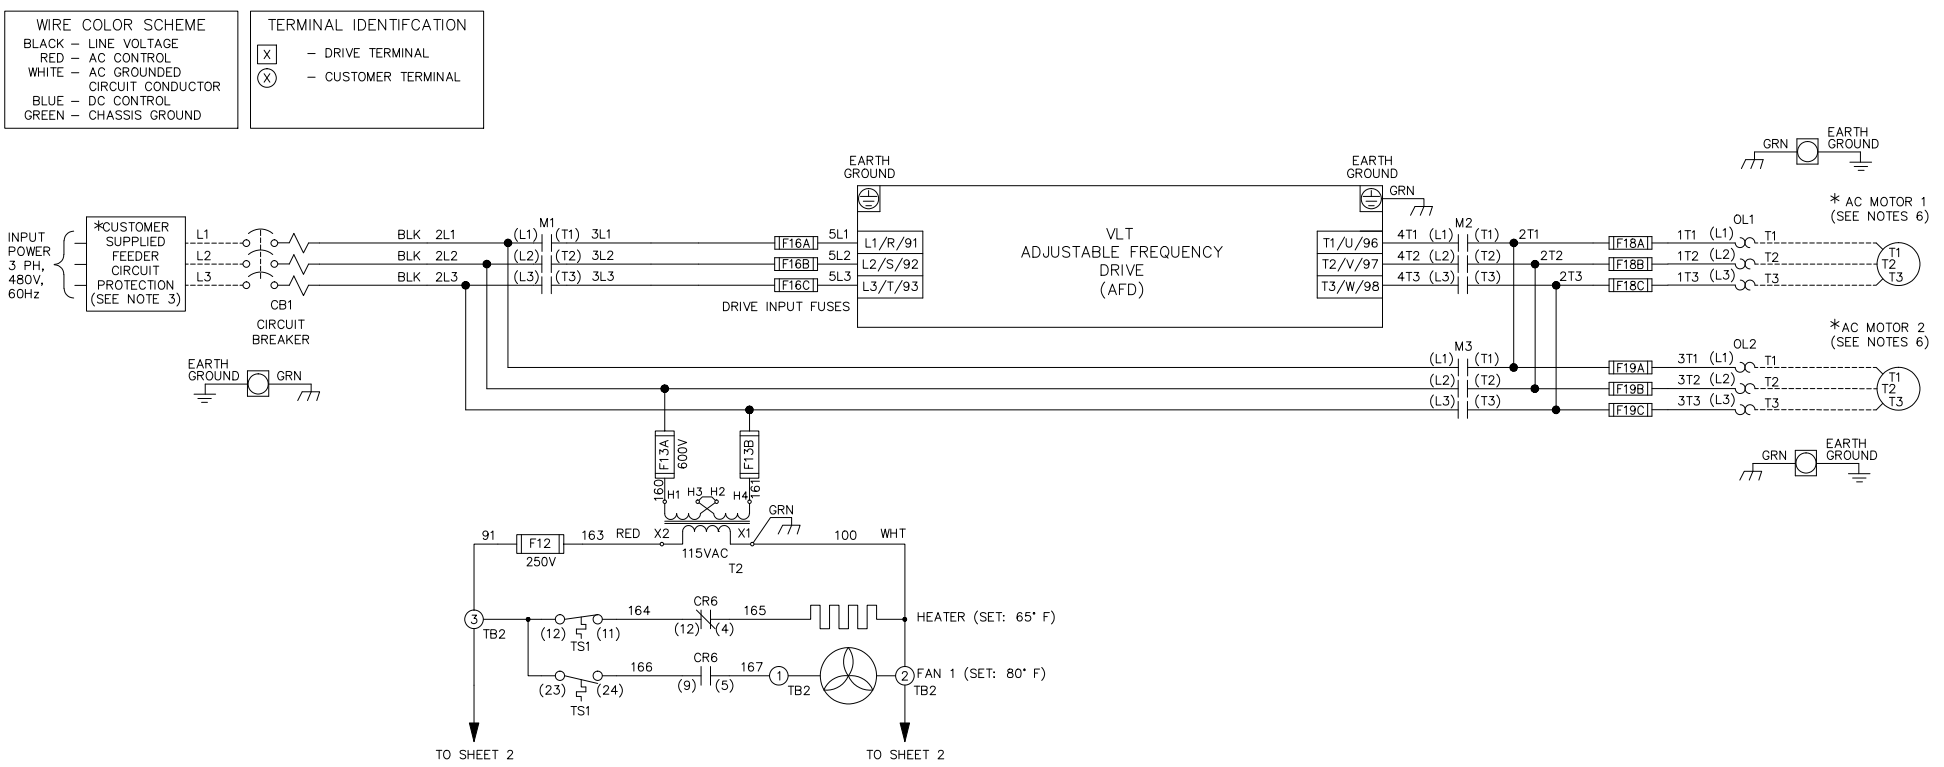 WIRE COLOR SCHEME
BLACK – LINE VOLTAGE
RED – AC CONTROL
WHITE – AC GROUNDED
CIRCUIT CONDUCTOR
BLUE – DC CONTROL
GREEN – CHASSIS GROUND
TERMINAL IDENTIFCATION
X – DRIVE TERMINAL
X – CUSTOMER TERMINAL
INPUT
POWER
3 PH,
480V,
60Hz
*CUSTOMER
SUPPLIED
FEEDER
CIRCUIT
PROTECTION
(SEE NOTE 3)
L1
L2
L3
CB1
CIRCUIT
BREAKER
EARTH
GROUND
GRN
BLK 2L1
BLK 2L2
BLK 2L3
M1
(L1) (T1) 3L1
(L2) (T2) 3L2
(L3) (T3) 3L3
F16A 5L1
F16B 5L2
F16C 5L3
DRIVE INPUT FUSES
EARTH
GROUND
L1/R/91
L2/S/92
L3/T/93
VLT
ADJUSTABLE FREQUENCY
DRIVE
(AFD)
EARTH
GROUND
GRN
T1/U/96
T2/V/97
T3/W/98
M2
4T1 (L1) (T1) 2T1
4T2 (L2) (T2) 2T2
4T3 (L3) (T3) 2T3
F18A 1T1 (L1) T1
F18B 1T2 (L2) T2
F18C 1T3 (L3) T3
OL1
GRN
EARTH
GROUND
* AC MOTOR 1
(SEE NOTES 6)
T1
T2
T3
M3
(L1) (T1)
(L2) (T2)
(L3) (T3)
F19A 3T1 (L1) T1
F19B 3T2 (L2) T2
F19C 3T3 (L3) T3
OL2
*AC MOTOR 2
(SEE NOTES 6)
T1
T2
T3
GRN
EARTH
GROUND
F13A
600V
F13B
160
161
H1 H3 H2 H4
GRN
91 F12 163 RED X2 X1 100 WHT
250V
115VAC
T2
3
TB2
(12) (11)
TS1
164
CR6
(12) (4)
165
HEATER (SET: 65° F)
(23) (24)
TS1
166
CR6
(9) (5)
167
1
TB2
2
TB2
FAN 1 (SET: 80° F)
TO SHEET 2
TO SHEET 2